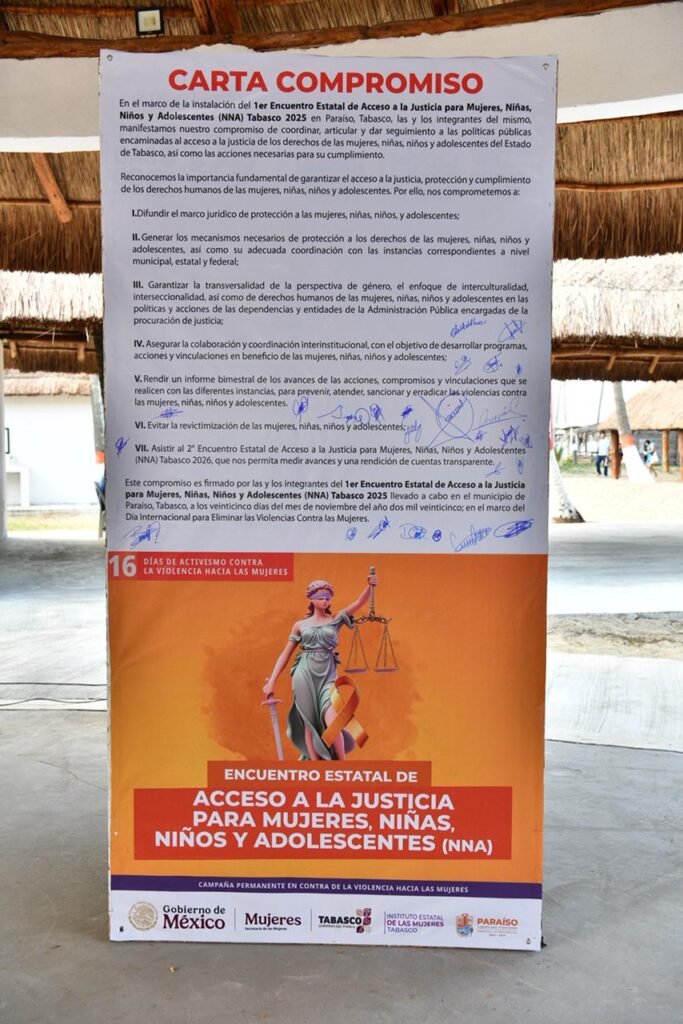 CARTA COMPROMISO
En el marco de la instalación del 1er Encuentro Estatal de Acceso a la Justicia para Mujeres, Niñas,
Niños y Adolescentes (NNA) Tabasco 2025 en Paraíso, Tabasco, las y los integrantes del mismo,
manifestamos nuestro compromiso de coordinar, articular y dar seguimiento a las políticas públicas
encaminadas al acceso a la justicia de los derechos de las mujeres, niñas, niños y adolescentes del Estado
de Tabasco, así como las acciones necesarias para su cumplimiento.
Reconocemos la importancia fundamental de garantizar el acceso a la justicia, protección y cumplimiento
de los derechos humanos de las mujeres, niñas, niños y adolescentes. Por ello, nos comprometemos a:
I.Difundir el marco jurídico de protección a las mujeres, niñas, niños, y adolescentes;
II. Generar los mecanismos necesarios de protección a los derechos de las mujeres, niñas, niños y
adolescentes, así como su adecuada coordinación con las instancias correspondientes a nivel
municipal, estatal y federal;
III. Garantizar la transversalidad de la perspectiva de género, el enfoque de interculturalidad,
interseccionalidad, así como de derechos humanos de las mujeres, niñas, niños y adolescentes en las
políticas y acciones de las dependencias y entidades de la Administración Pública encargadas de la
procuración de justicia;
IV. Asegurar la colaboración y coordinación interinstitucional, con el objetivo de desarrollar programas,
acciones y vinculaciones en beneficio de las mujeres, niñas, niños y adolescentes;
V. Rendir un informe bimestral de los avances de las acciones, compromisos y vinculaciones que se
realicen con las diferentes instancias, para prevenir, atender, sancionar y erradicar las violencias contra
las mujeres, niñas, niños y adolescentes.
VI. Evitar la revictimización de las mujeres, niñas, niños y adolescentes;
VII. Asistir al 2° Encuentro Estatal de Acceso a la Justicia para Mujeres, Niñas, Niños y Adolescentes
(NNA) Tabasco 2026, que nos permita medir avances y una rendición de cuentas transparente.
Este compromiso es firmado por las y los integrantes del 1er Encuentro Estatal de Acceso a la Justicia
para Mujeres, Niñas, Niños y Adolescentes (NNA) Tabasco 2025 llevado a cabo en el municipio de
Paraíso, Tabasco, a los veinticinco días del mes de noviembre del año dos mil veinticinco; en el marco del
Día Internacional para Eliminar las Violencias Contra las Mujeres.
16 DÍAS DE ACTIVISMO CONTRA
LA VIOLENCIA HACIA LAS MUJERES
ENCUENTRO ESTATAL DE
ACCESO A LA JUSTICIA
PARA MUJERES, NIÑAS,
NIÑOS Y ADOLESCENTES (NNA)
CAMPAÑA PERMANENTE EN CONTRA DE LA VIOLENCIA HACIA LAS MUJERES
Gobierno de
México
Mujeres
Secretaría de las Mujeres
TABASCO
GOBIERNO DEL PUEBLO
INSTITUTO ESTATAL
DE LAS MUJERES
TABASCO
PARAÍSO